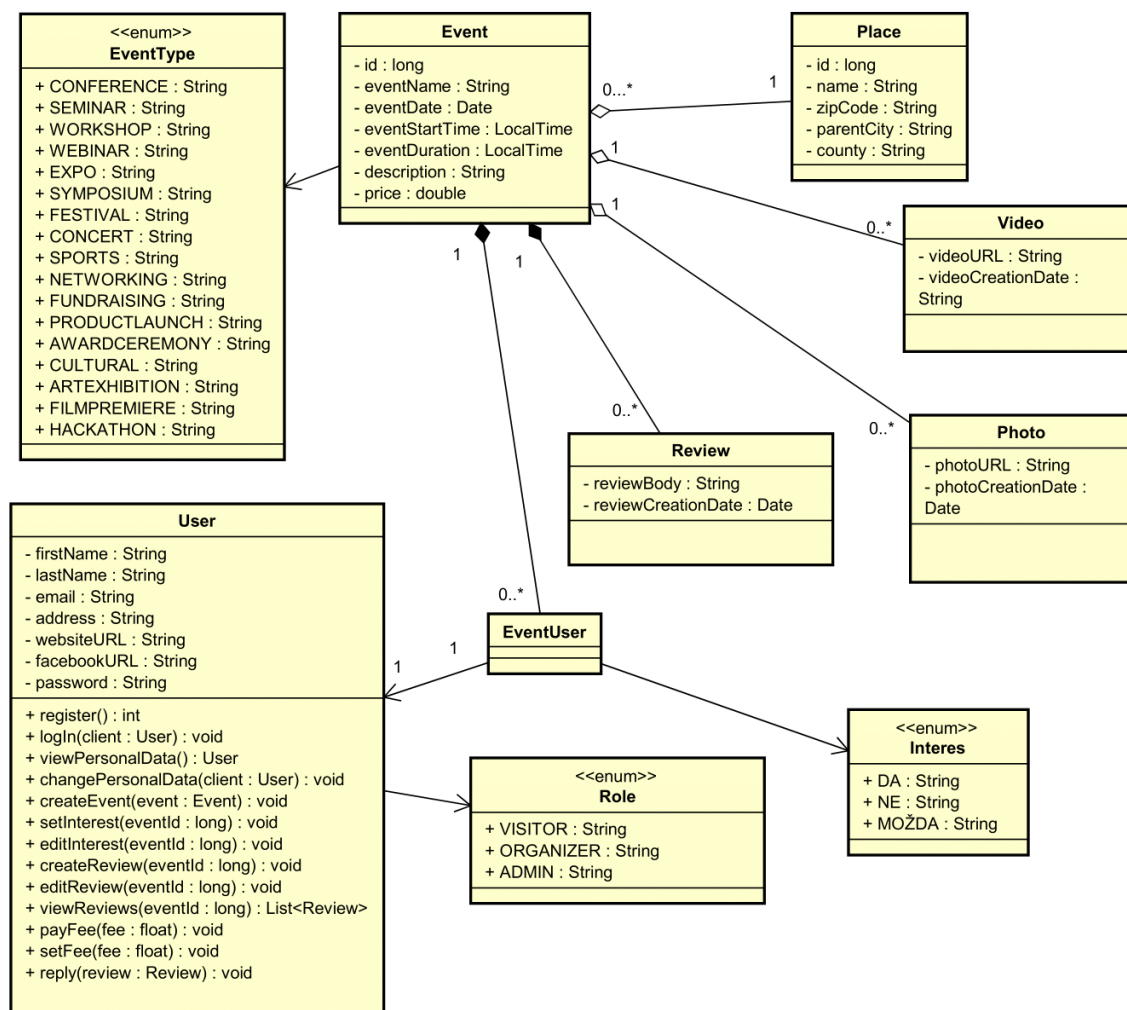 <<enum>>
EventType
+ CONFERENCE : String
+ SEMINAR : String
+ WORKSHOP : String
+ WEBINAR : String
+ EXPO : String
+ SYMPOSIUM : String
+ FESTIVAL : String
+ CONCERT : String
+ SPORTS : String
+ NETWORKING : String
+ FUNDRAISING : String
+ PRODUCTLAUNCH : String
+ AWARDCEREMONY : String
+ CULTURAL : String
+ ARTEXHIBITION : String
+ FILMPREMIERE : String
+ HACKATHON : String
Event
- id : long
- eventName : String
- eventDate : Date
- eventStartTime : LocalTime
- eventDuration : LocalTime
- description : String
- price : double
0...*
1
Place
- id : long
- name : String
- zipCode : String
- parentCity : String
- county : String
1
0..*
Video
- videoURL : String
- videoCreationDate :
String
1
0..*
Photo
- photoURL : String
- photoCreationDate :
Date
1
0..*
Review
- reviewBody : String
- reviewCreationDate : Date
1
0..*
EventUser
1
1
User
- firstName : String
- lastName : String
- email : String
- address : String
- websiteURL : String
- facebookURL : String
- password : String
+ register() : int
+ logIn(client : User) : void
+ viewPersonalData() : User
+ changePersonalData(client : User) : void
+ createEvent(event : Event) : void
+ setInterest(eventId : long) : void
+ editInterest(eventId : long) : void
+ createReview(eventId : long) : void
+ editReview(eventId : long) : void
+ viewReviews(eventId : long) : List<Review>
+ payFee(fee : float) : void
+ setFee(fee : float) : void
+ reply(review : Review) : void
<<enum>>
Role
+ VISITOR : String
+ ORGANIZER : String
+ ADMIN : String
<<enum>>
Interes
+ DA : String
+ NE : String
+ MOŽDA : String